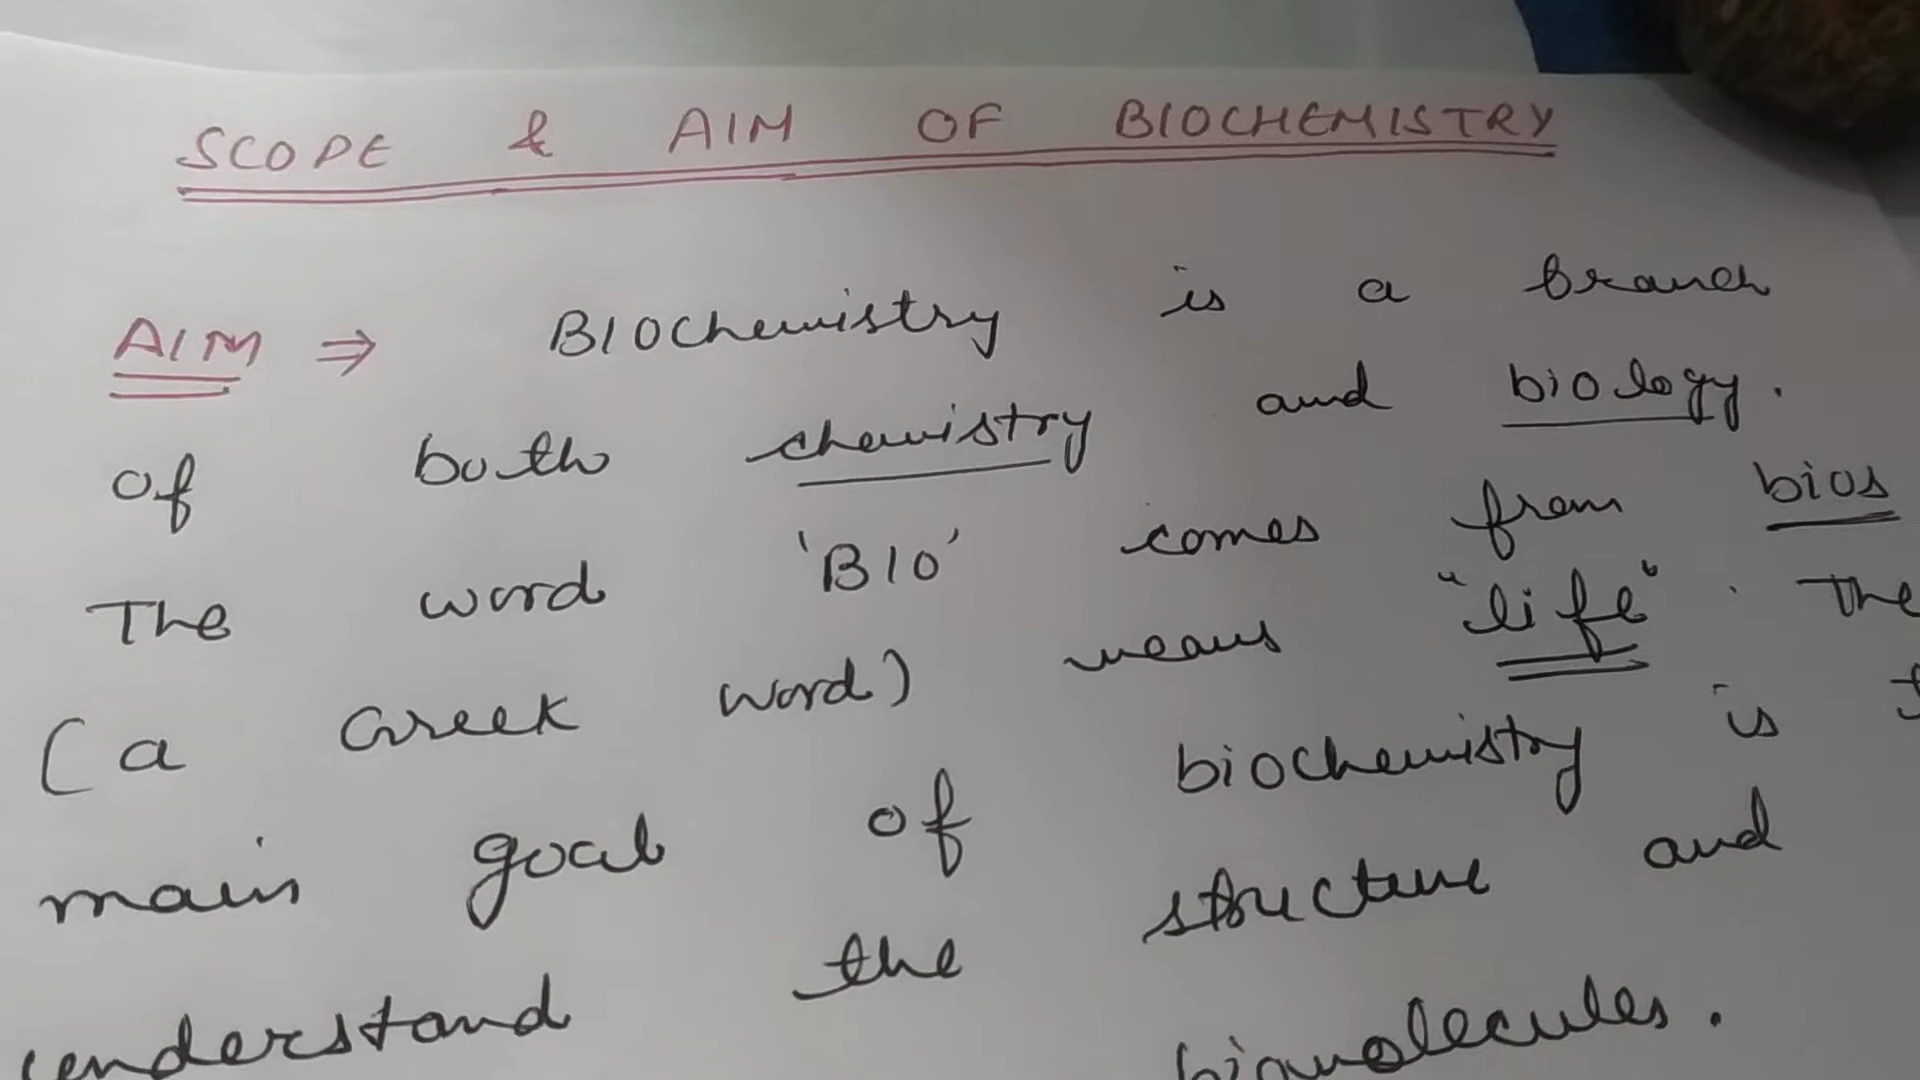 SCOPE & AIM OF BIOCHEMISTRY
AIM ⇒ BIOchemistry is a branch
of both chemistry and biology.
The word 'BIO' comes from bios
(a Greek word) means "life". The
main goal of biochemistry is
understand the structure and
biomolecules.